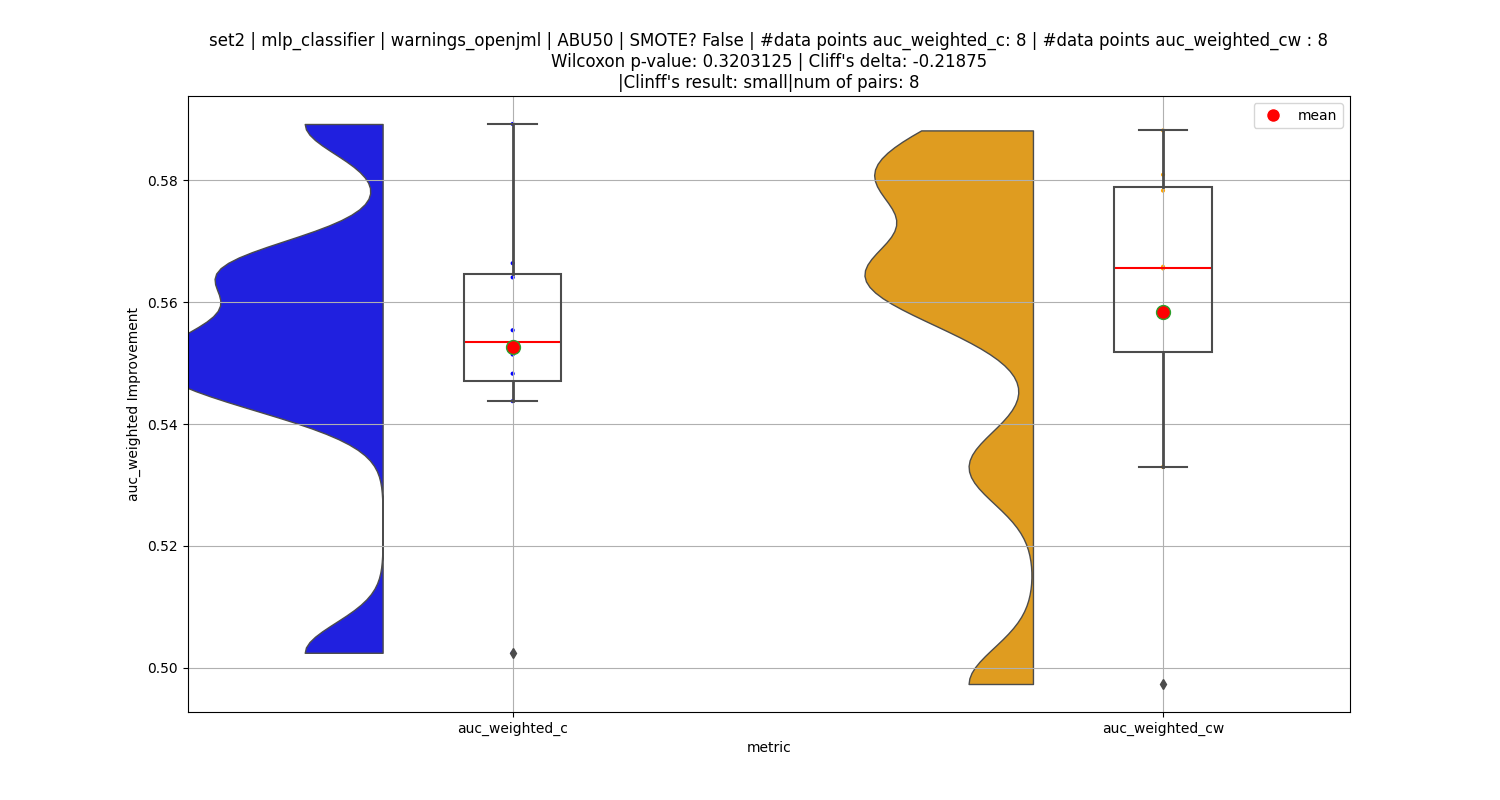 set2 | mlp_classifier | warnings_openjml | ABU50 | SMOTE? False | #data points auc_weighted_c: 8 | #data points auc_weighted_cw : 8
Wilcoxon p-value: 0.3203125 | Cliff's delta: -0.21875
|Clinff's result: small|num of pairs: 8
mean
0.58
0.56
0.54
0.52
0.50
auc_weighted Improvement
auc_weighted_c
auc_weighted_cw
metric